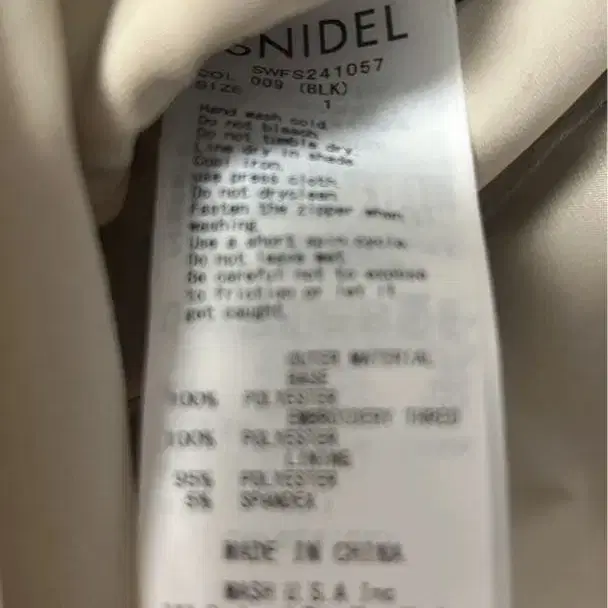 SNIDEL
SWFS241057
COL 009 (BLK)
SIZE 1
Hand wash cold.
Do not bleach.
Do not tumble dry.
Line dry in shade.
Cool iron.
use press cloth.
Do not dryclean.
Fasten the zipper when
washing.
Use a short spin cycle.
Do not leave wet.
Be careful not to expose
to friction or let it
get caught.
OUTER MATERIAL
BASE
100% POLYESTER
EMBROIDERY THRED
100% POLYESTER
LINING
95% POLYESTER
5% SPANDEX
MADE IN CHINA
MASH U.S.A Inc